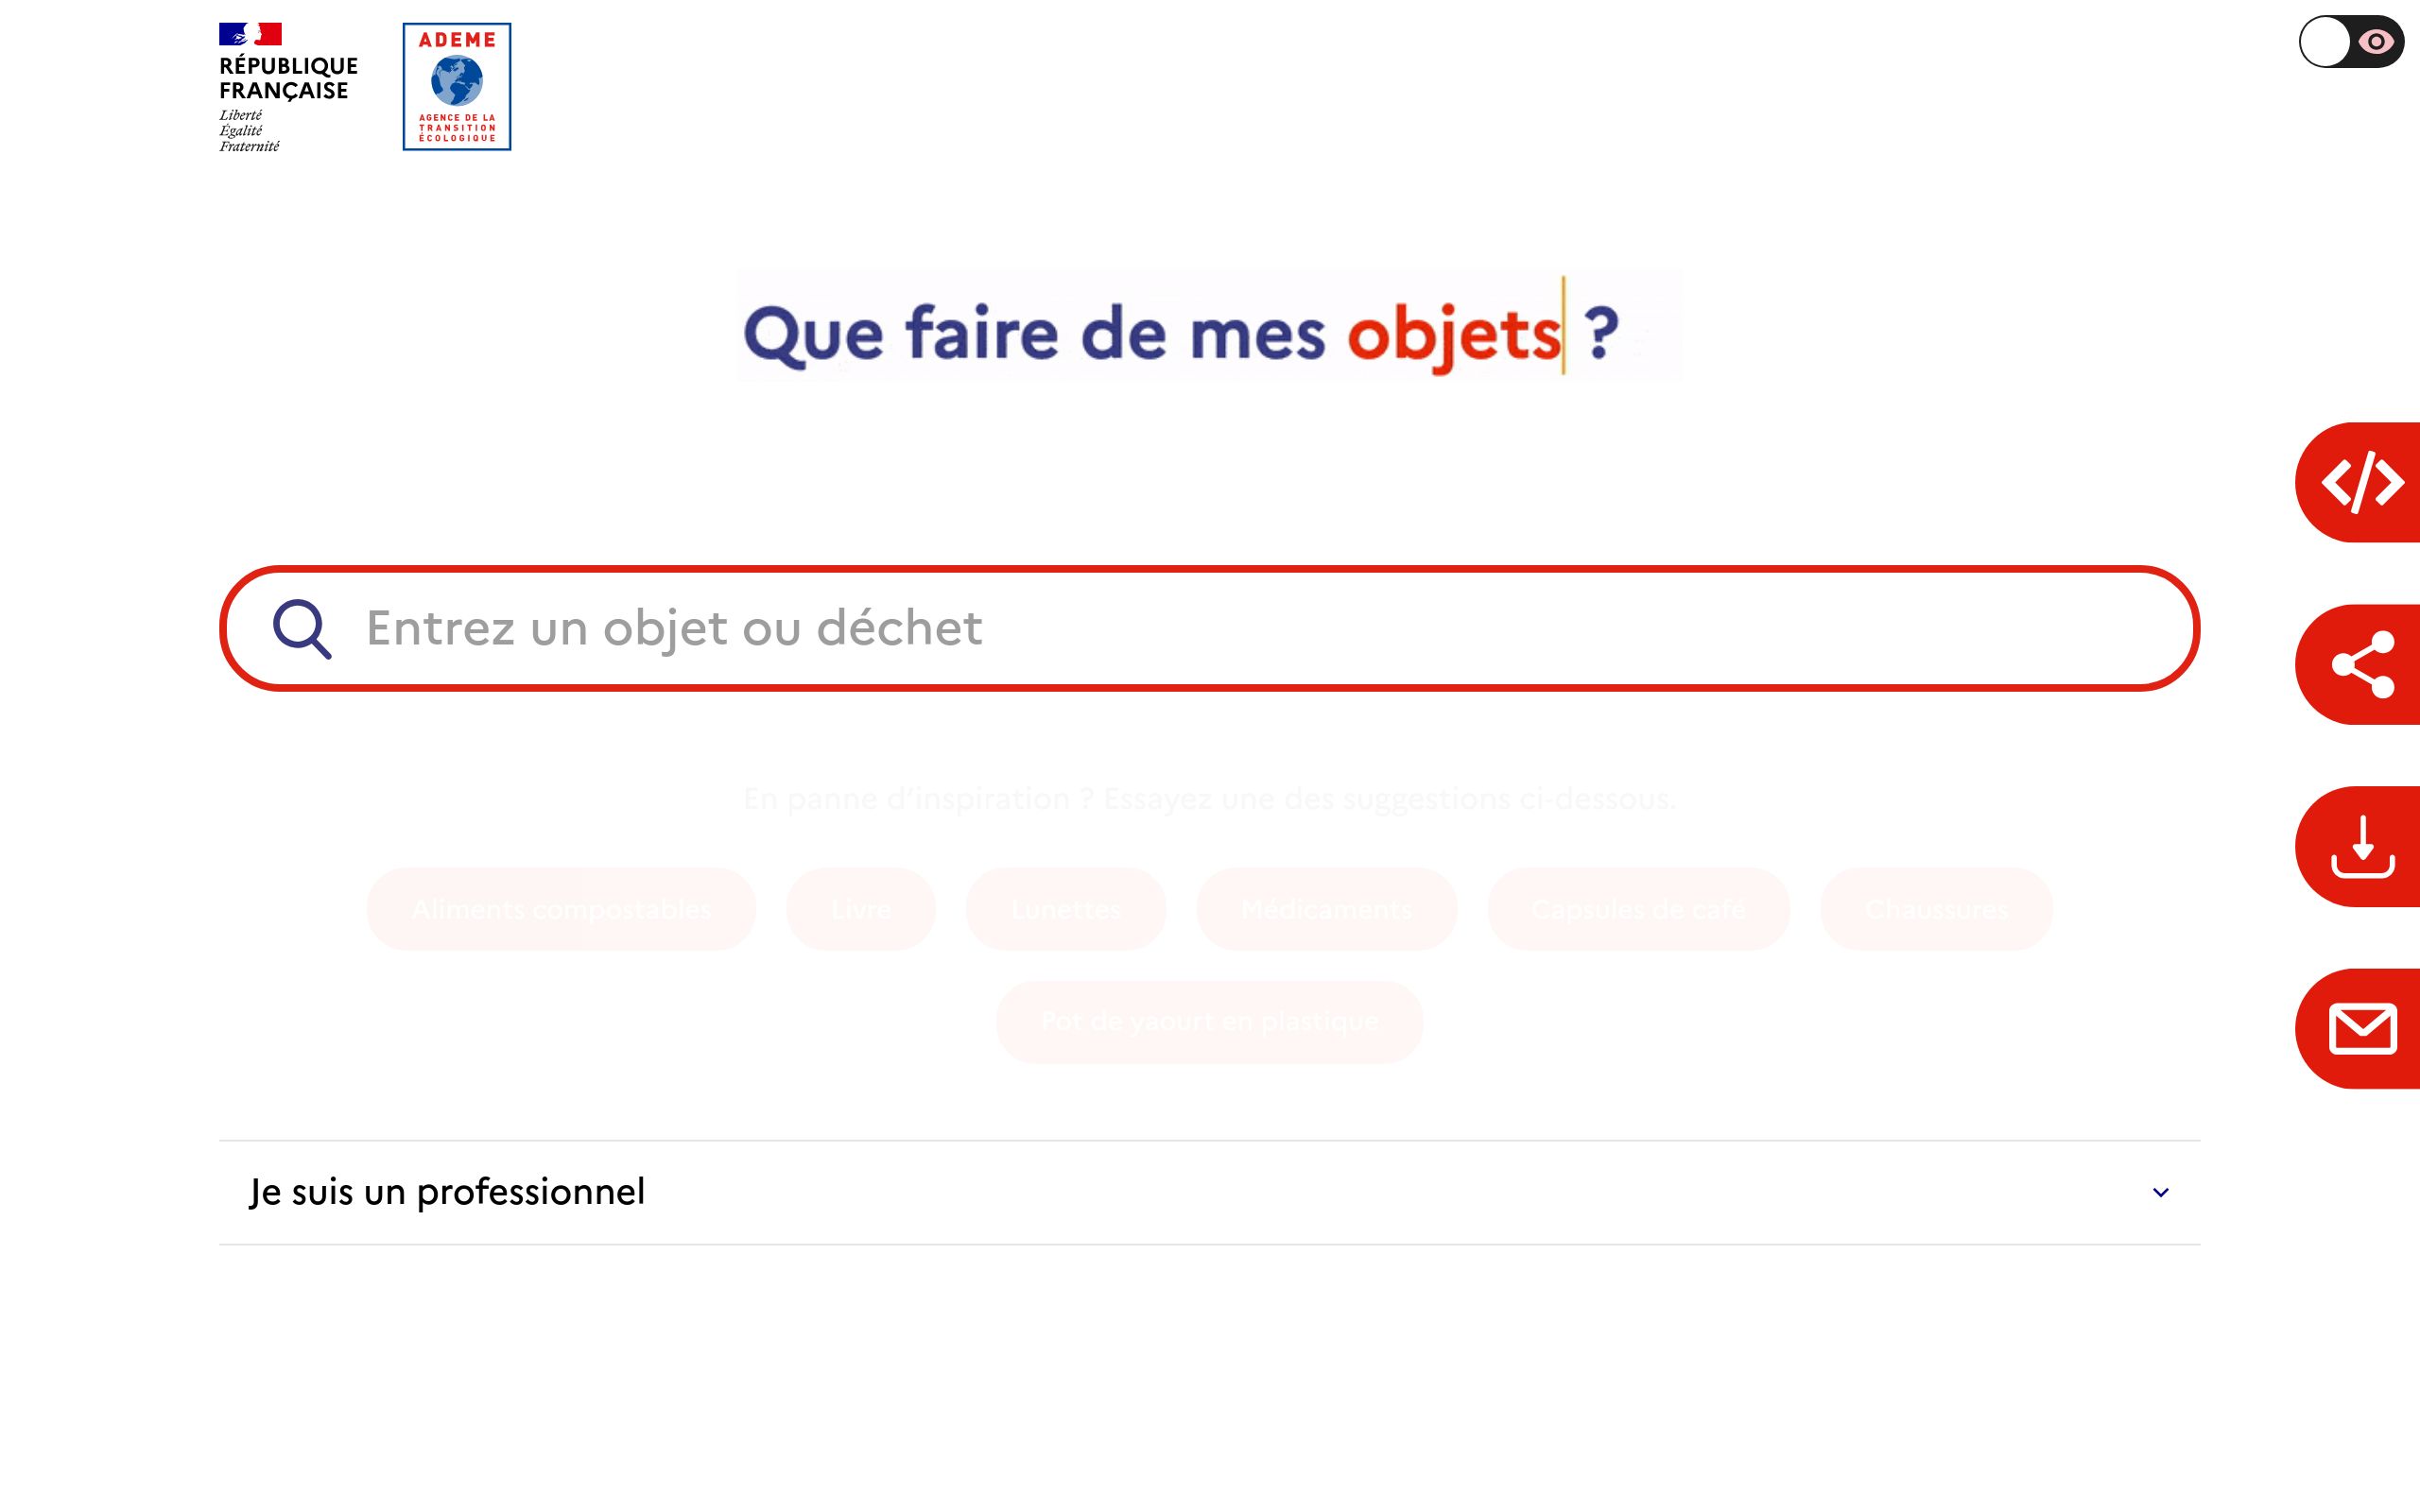 RÉPUBLIQUE
FRANÇAISE
Liberté
Égalité
Fraternité
ADEME
AGENCE DE LA
TRANSITION
ÉCOLOGIQUE
Que faire de mes objets ?
Entrez un objet ou déchet
En panne d'inspiration ? Essayez une des suggestions ci-dessous.
Aliments compostables
Livre
Lunettes
Médicaments
Capsules de café
Chaussures
Pot de yaourt en plastique
Je suis un professionnel